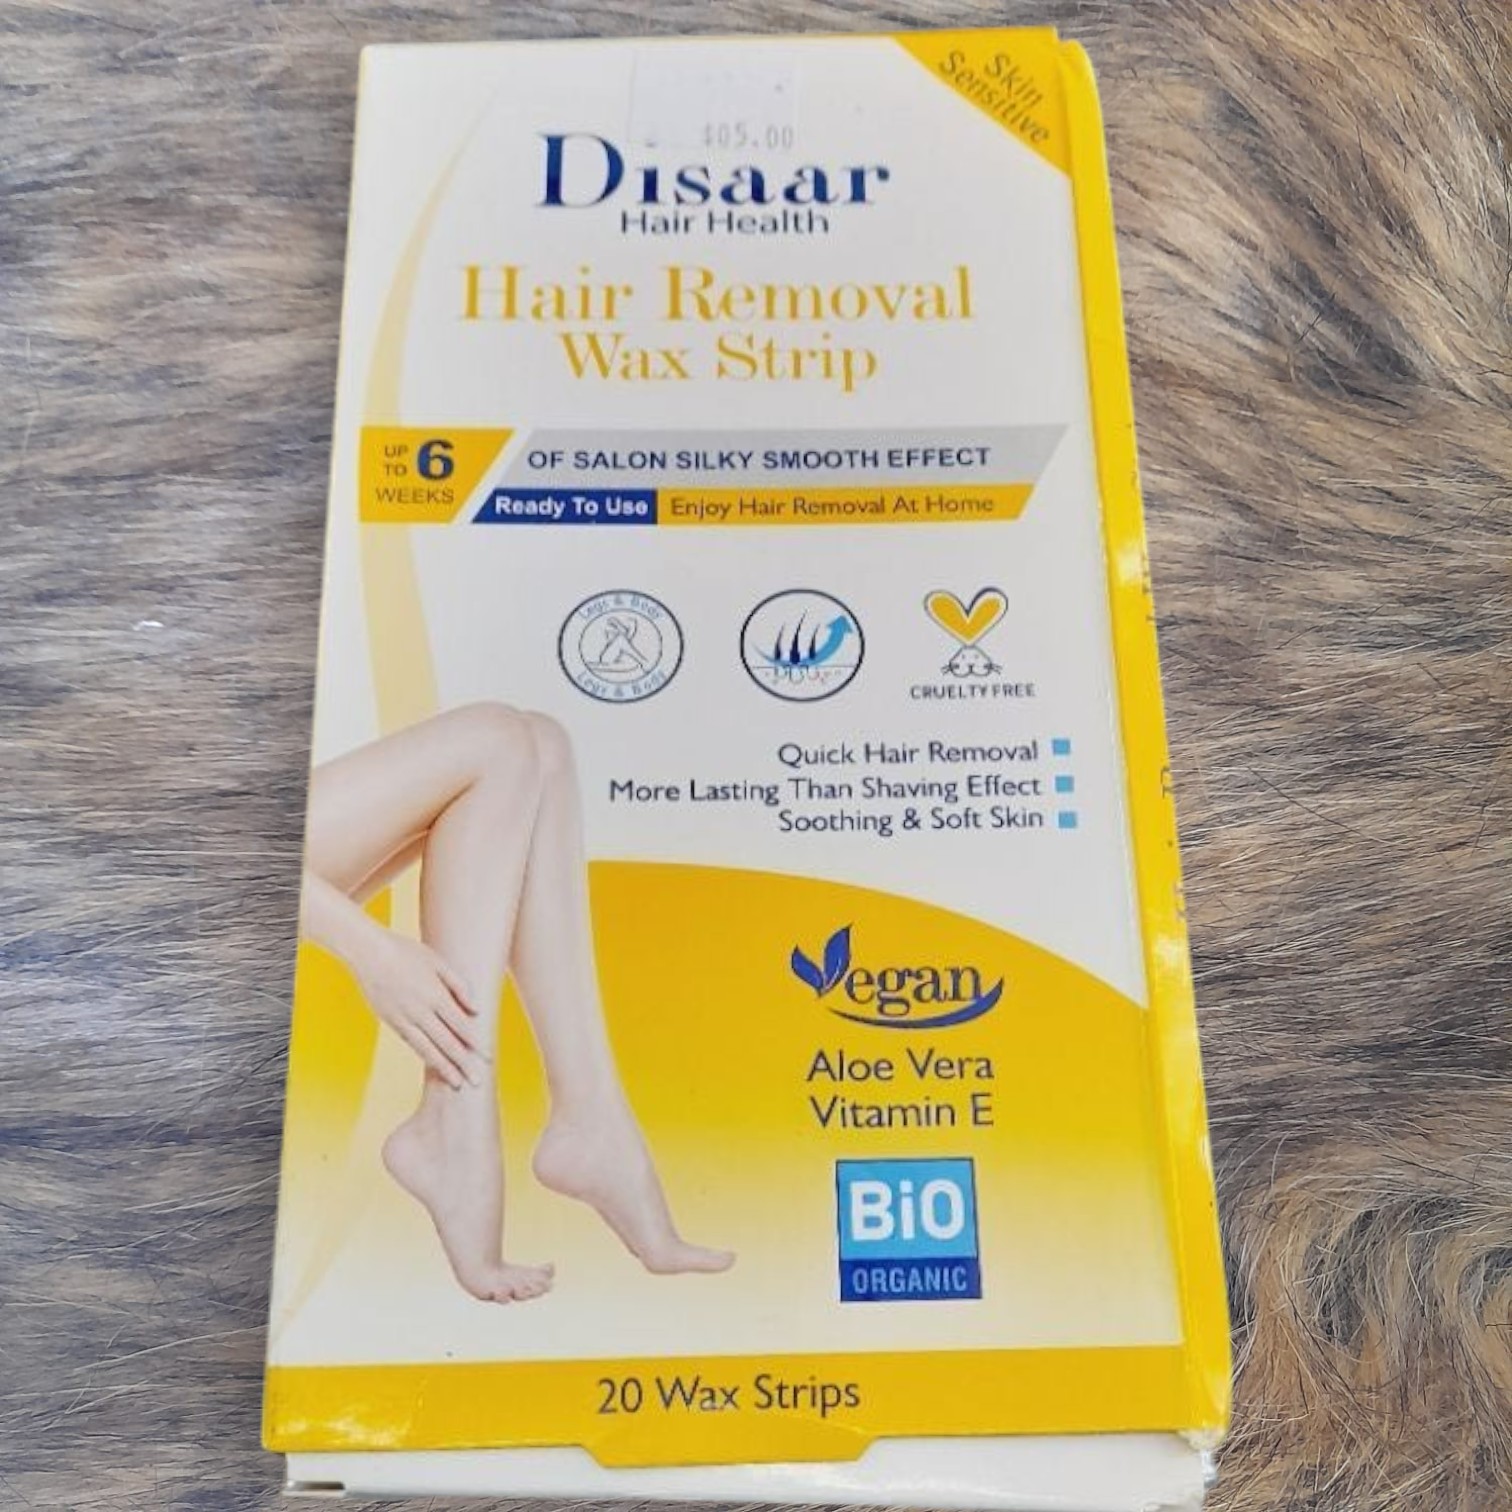 Skin
Sensitive
$05.00
Disaar
Hair Health
Hair Removal
Wax Strip
UP TO 6 WEEKS
OF SALON SILKY SMOOTH EFFECT
Ready To Use Enjoy Hair Removal At Home
Legs & Body
Legs & Body
CRUELTY FREE
Quick Hair Removal
More Lasting Than Shaving Effect
Soothing & Soft Skin
Vegan
Aloe Vera
Vitamin E
BiO
ORGANIC
20 Wax Strips